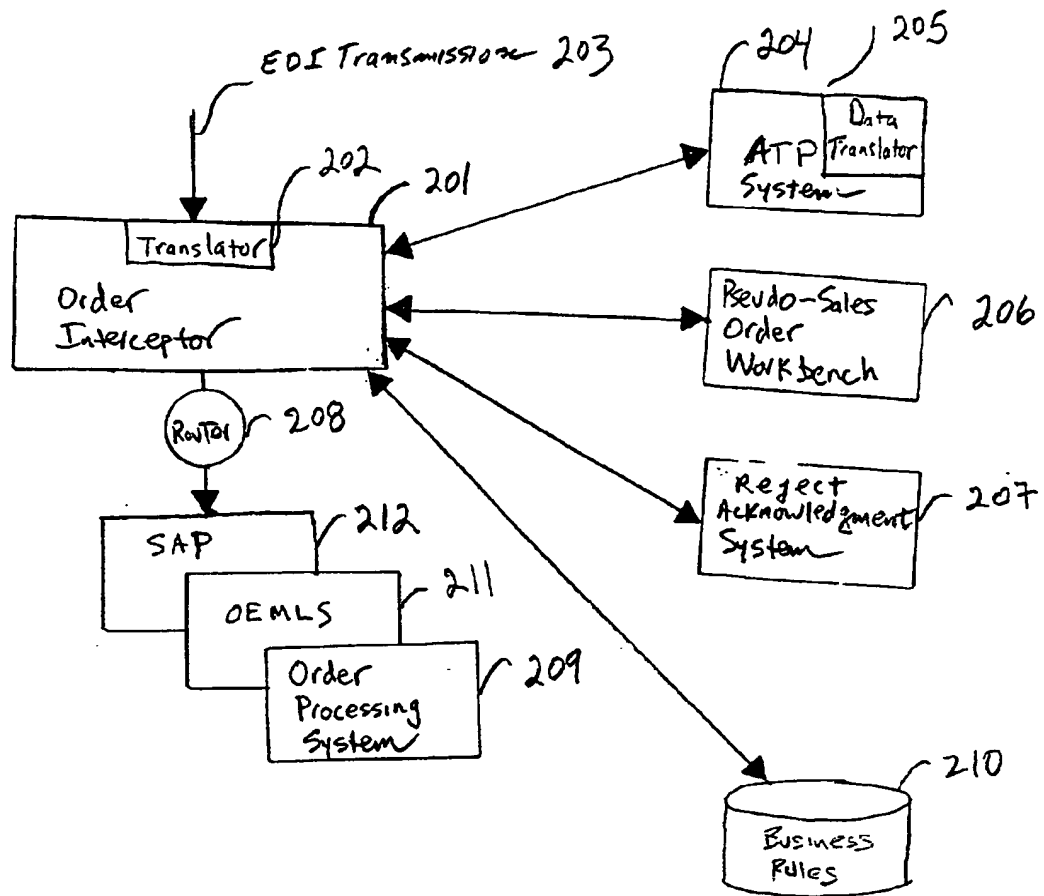 EDI Transmission 203
204
205
Data
Translator
ATP
System
202
201
Translator
Order
Interceptor
Pseudo-Sales
Order
Workbench
206
Router
208
Reject
Acknowledgment
System
207
SAP
212
OEMLS
211
Order
Processing
System
209
210
Business
Rules